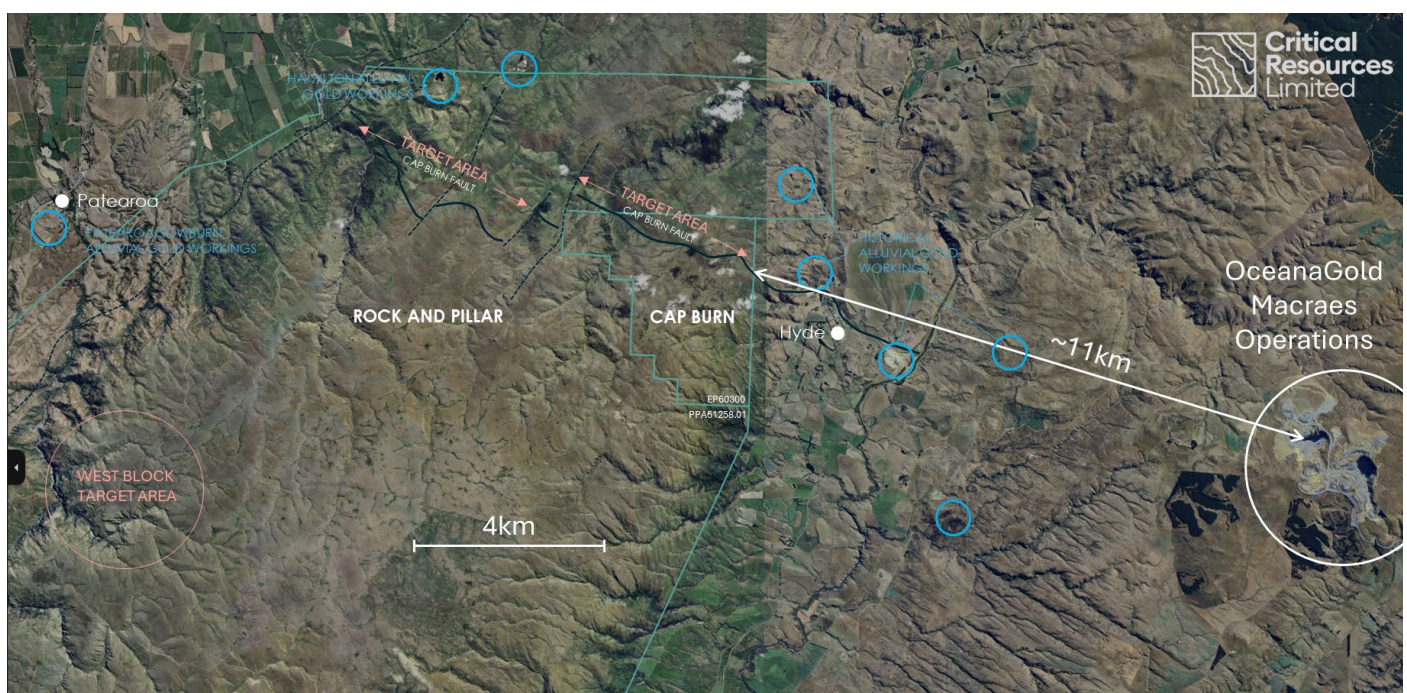 Critical
Resources
Limited
HAMILTON ALLUVIAL
GOLD WORKINGS
TARGET AREA
CAP BURN FAULT
TARGET AREA
CAP BURN FAULT
Patearoa
ALLUVIAL GOLD WORKINGS
HISTORICAL
ALLUVIAL GOLD
WORKINGS
OceanaGold
Macraes
Operations
ROCK AND PILLAR
CAP BURN
Hyde
~11km
EP60300
PPA61258.01
WEST BLOCK
TARGET AREA
4km